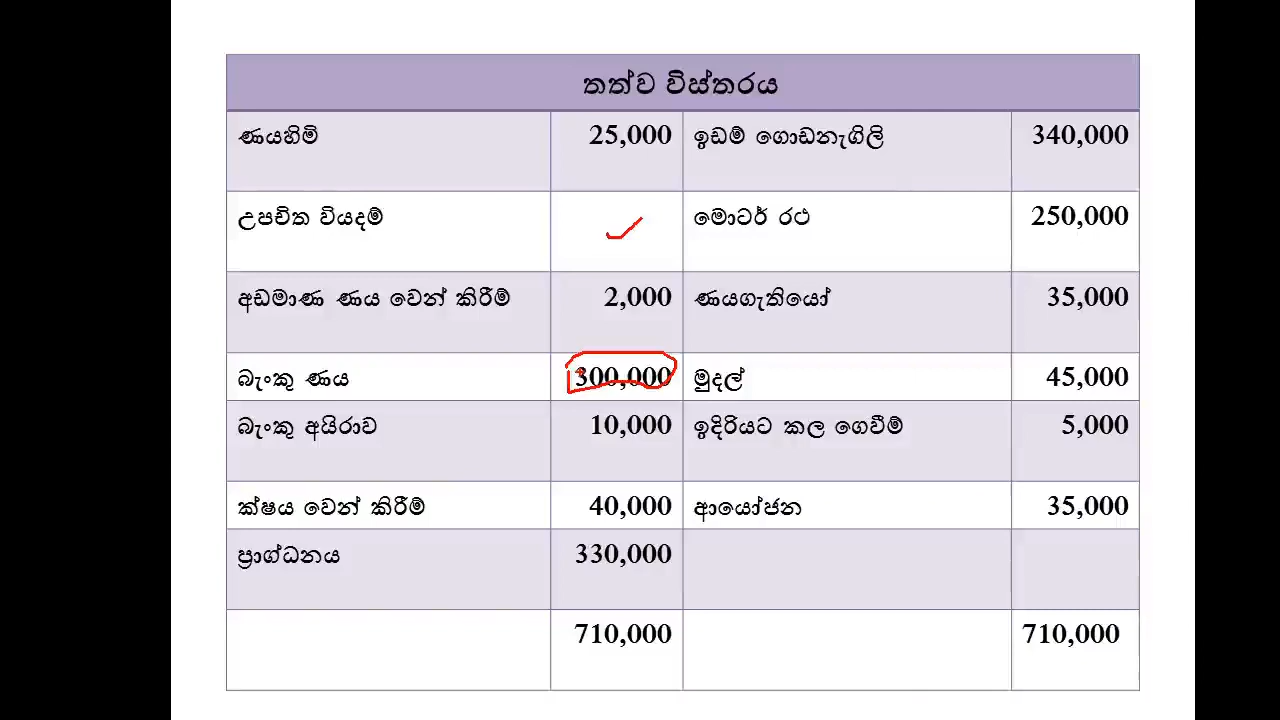 තත්ව විස්තරය
ණයහිමි 25,000 ඉඩම් ගොඩනැගිලි 340,000
උපචිත වියදම් මොටර් රථ 250,000
අඩමාණ ණය වෙන් කිරීම් 2,000 ණයගැතියෝ 35,000
බැංකු ණය 300,000 මුදල් 45,000
බැංකු අයිරාව 10,000 ඉදිරියට කල ගෙවීම් 5,000
ක්ෂය වෙන් කිරීම් 40,000 ආයෝජන 35,000
ප්‍රාග්ධනය 330,000
710,000 710,000